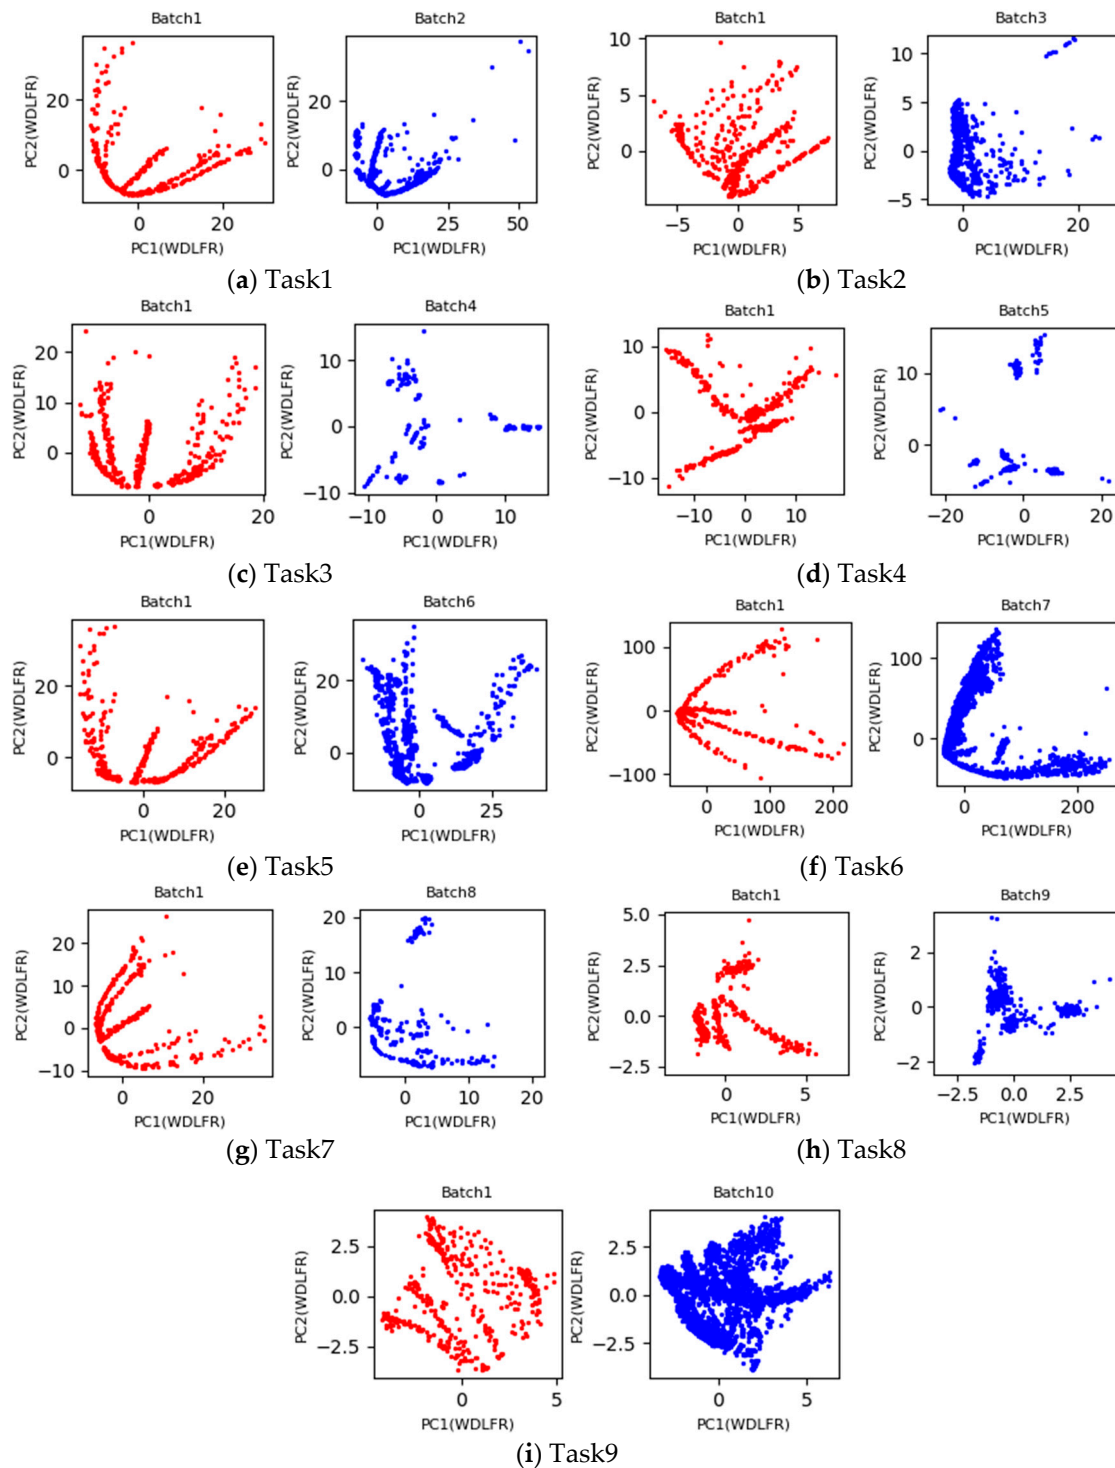 Batch1 Batch2 Batch1 Batch3
PC2(WDLFR) 20 0 PC2(WDLFR) 20 0 PC2(WDLFR) 10 5 0 PC2(WDLFR) 10 5 0 −5
0 20 0 25 50 −5 0 5 0 20
PC1(WDLFR) PC1(WDLFR) PC1(WDLFR) PC1(WDLFR)
(a) Task1 (b) Task2
Batch1 Batch4 Batch1 Batch5
PC2(WDLFR) 20 10 0 PC2(WDLFR) 10 0 −10 PC2(WDLFR) 10 0 −10 PC2(WDLFR) 10 0
0 20 −10 0 10 −10 0 10 −20 0 20
PC1(WDLFR) PC1(WDLFR) PC1(WDLFR) PC1(WDLFR)
(c) Task3 (d) Task4
Batch1 Batch6 Batch1 Batch7
PC2(WDLFR) 20 0 PC2(WDLFR) 20 0 PC2(WDLFR) 100 0 −100 PC2(WDLFR) 100 0
0 20 0 25 0 100 200 0 100 200
PC1(WDLFR) PC1(WDLFR) PC1(WDLFR) PC1(WDLFR)
(e) Task5 (f) Task6
Batch1 Batch8 Batch1 Batch9
PC2(WDLFR) 20 10 0 −10 PC2(WDLFR) 20 10 0 PC2(WDLFR) 5.0 2.5 0.0 −2.5 PC2(WDLFR) 2 0 −2
0 20 0 10 20 0 5 −2.5 0.0 2.5
PC1(WDLFR) PC1(WDLFR) PC1(WDLFR) PC1(WDLFR)
(g) Task7 (h) Task8
Batch1 Batch10
PC2(WDLFR) 2.5 0.0 −2.5 PC2(WDLFR) 2.5 0.0 −2.5
0 5 0 5
PC1(WDLFR) PC1(WDLFR)
(i) Task9